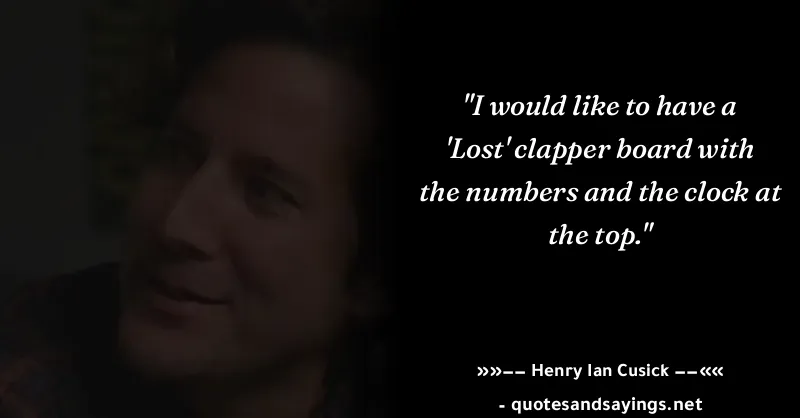 "I would like to have a
'Lost' clapper board with
the numbers and the clock at
the top."
»»—— Henry Ian Cusick ——««
- quotesandsayings.net